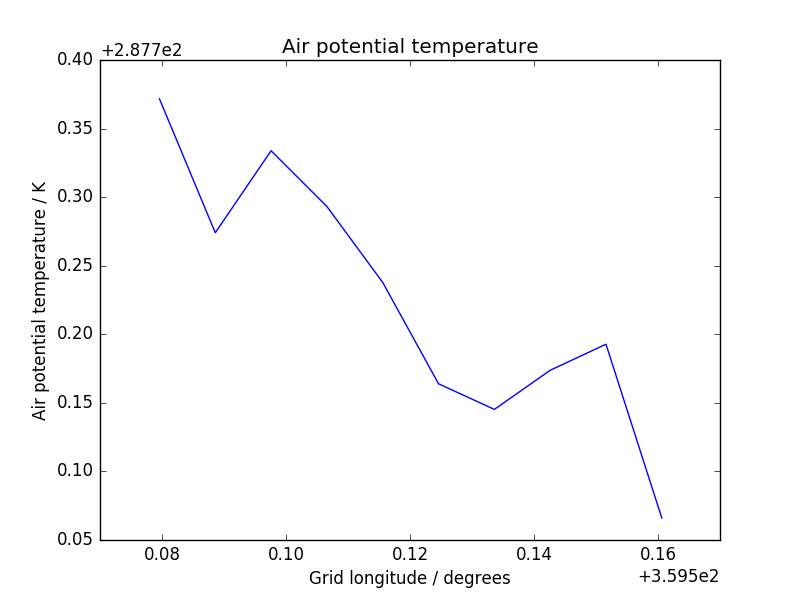 Air potential temperature
+2.877e2
0.40
0.35
0.30
0.25
0.20
0.15
0.10
0.05
Air potential temperature / K
0.08 0.10 0.12 0.14 0.16
Grid longitude / degrees
+3.595e2